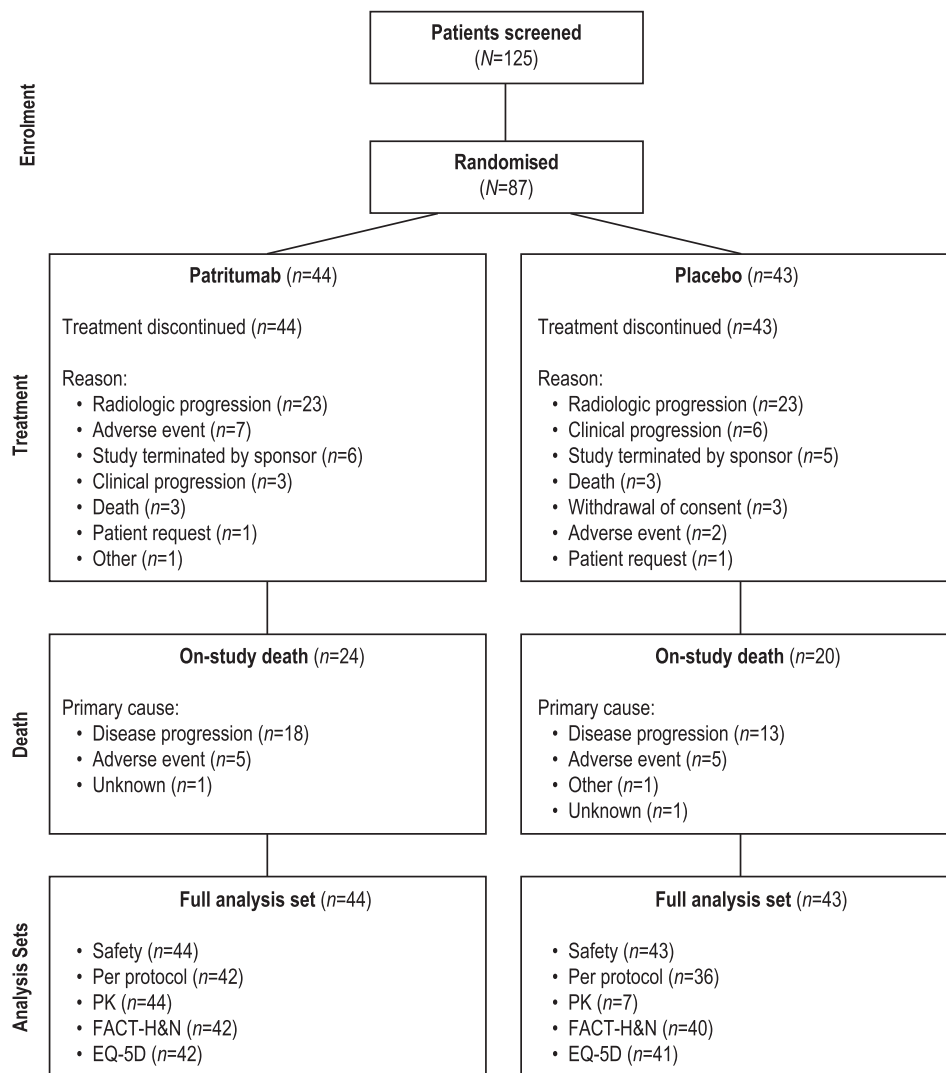 Enrolment
Patients screened
(N=125)
Randomised
(N=87)
Treatment
Patritumab (n=44)
Treatment discontinued (n=44)
Reason:
• Radiologic progression (n=23)
• Adverse event (n=7)
• Study terminated by sponsor (n=6)
• Clinical progression (n=3)
• Death (n=3)
• Patient request (n=1)
• Other (n=1)
Placebo (n=43)
Treatment discontinued (n=43)
Reason:
• Radiologic progression (n=23)
• Clinical progression (n=6)
• Study terminated by sponsor (n=5)
• Death (n=3)
• Withdrawal of consent (n=3)
• Adverse event (n=2)
• Patient request (n=1)
Death
On-study death (n=24)
Primary cause:
• Disease progression (n=18)
• Adverse event (n=5)
• Unknown (n=1)
On-study death (n=20)
Primary cause:
• Disease progression (n=13)
• Adverse event (n=5)
• Other (n=1)
• Unknown (n=1)
Analysis Sets
Full analysis set (n=44)
• Safety (n=44)
• Per protocol (n=42)
• PK (n=44)
• FACT-H&N (n=42)
• EQ-5D (n=42)
Full analysis set (n=43)
• Safety (n=43)
• Per protocol (n=36)
• PK (n=7)
• FACT-H&N (n=40)
• EQ-5D (n=41)